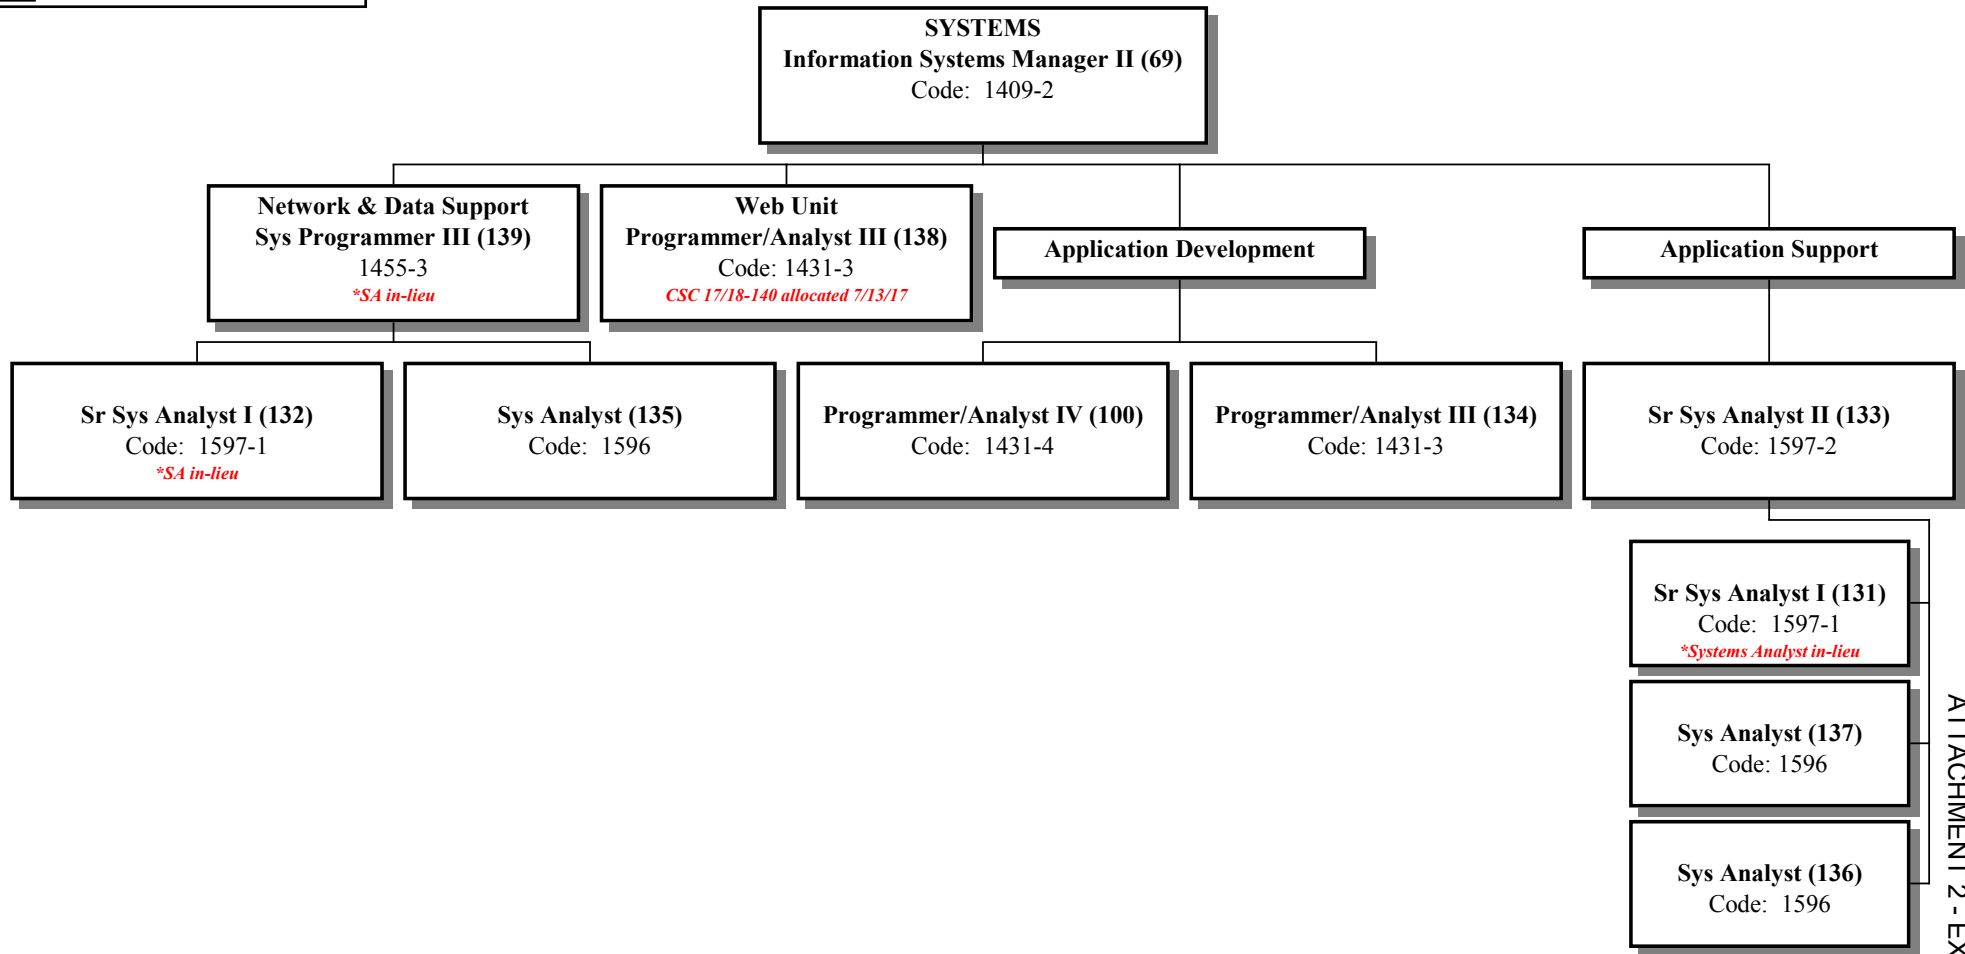 SYSTEMS
Information Systems Manager II (69)
Code: 1409-2
Network & Data Support
Sys Programmer III (139)
1455-3
*SA in-lieu
Web Unit
Programmer/Analyst III (138)
Code: 1431-3
CSC 17/18-140 allocated 7/13/17
Application Development
Application Support
Sr Sys Analyst I (132)
Code: 1597-1
*SA in-lieu
Sys Analyst (135)
Code: 1596
Programmer/Analyst IV (100)
Code: 1431-4
Programmer/Analyst III (134)
Code: 1431-3
Sr Sys Analyst II (133)
Code: 1597-2
Sr Sys Analyst I (131)
Code: 1597-1
*Systems Analyst in-lieu
Sys Analyst (137)
Code: 1596
Sys Analyst (136)
Code: 1596
ATTACHMENT 2 - EX